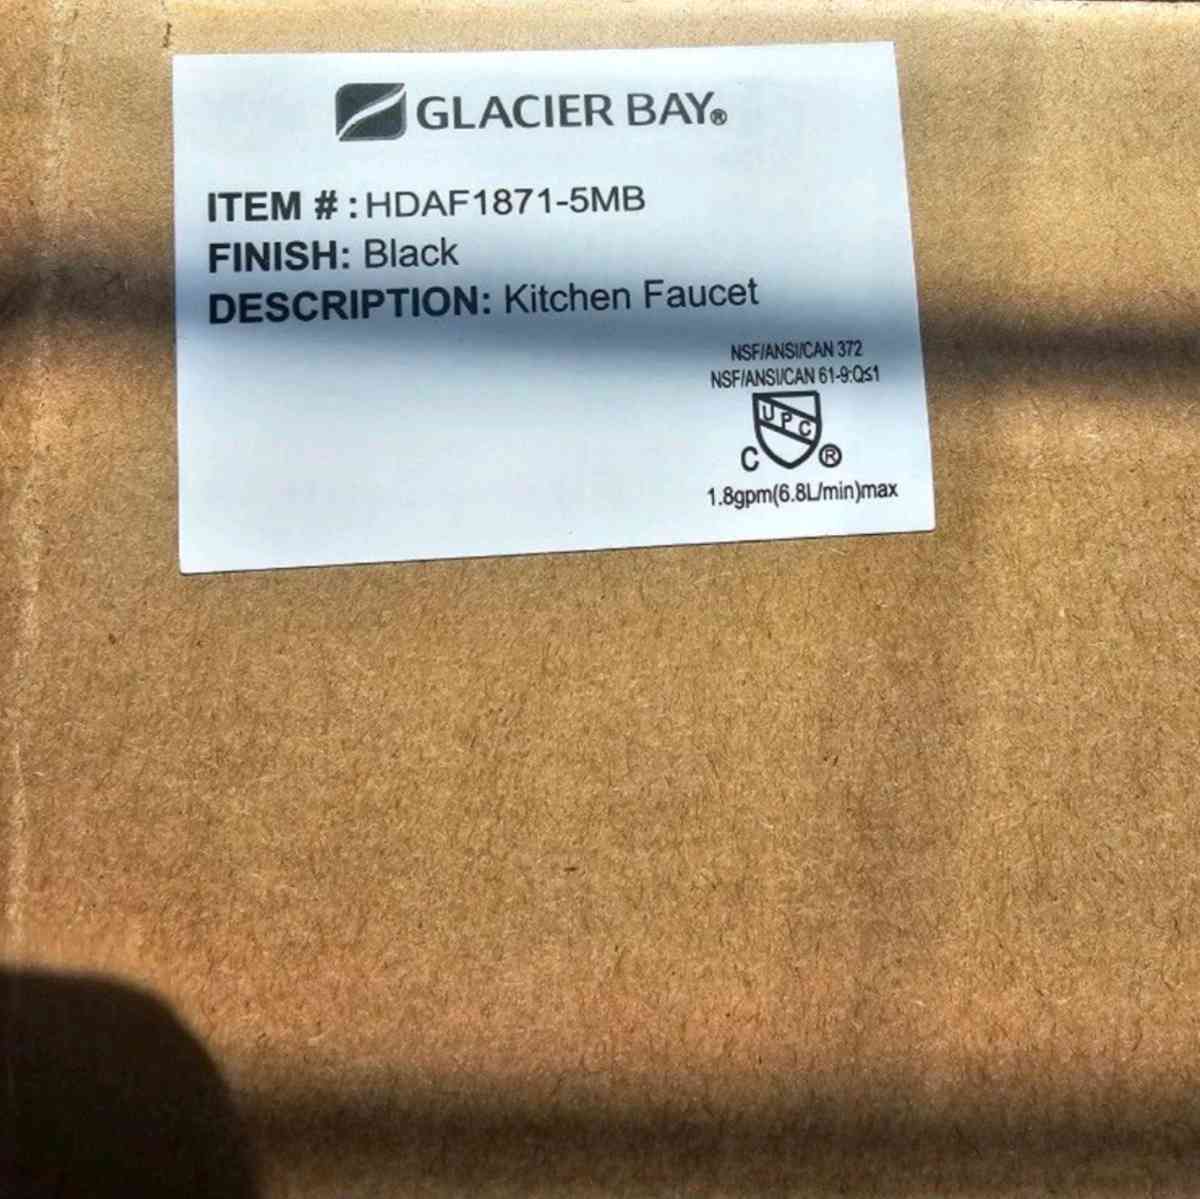 GLACIER BAY®
ITEM # : HDAF1871-5MB
FINISH: Black
DESCRIPTION: Kitchen Faucet
NSF/ANSI/CAN 372
NSF/ANSI/CAN 61-9:Q≤1
UPC
C ®
1.8gpm(6.8L/min)max